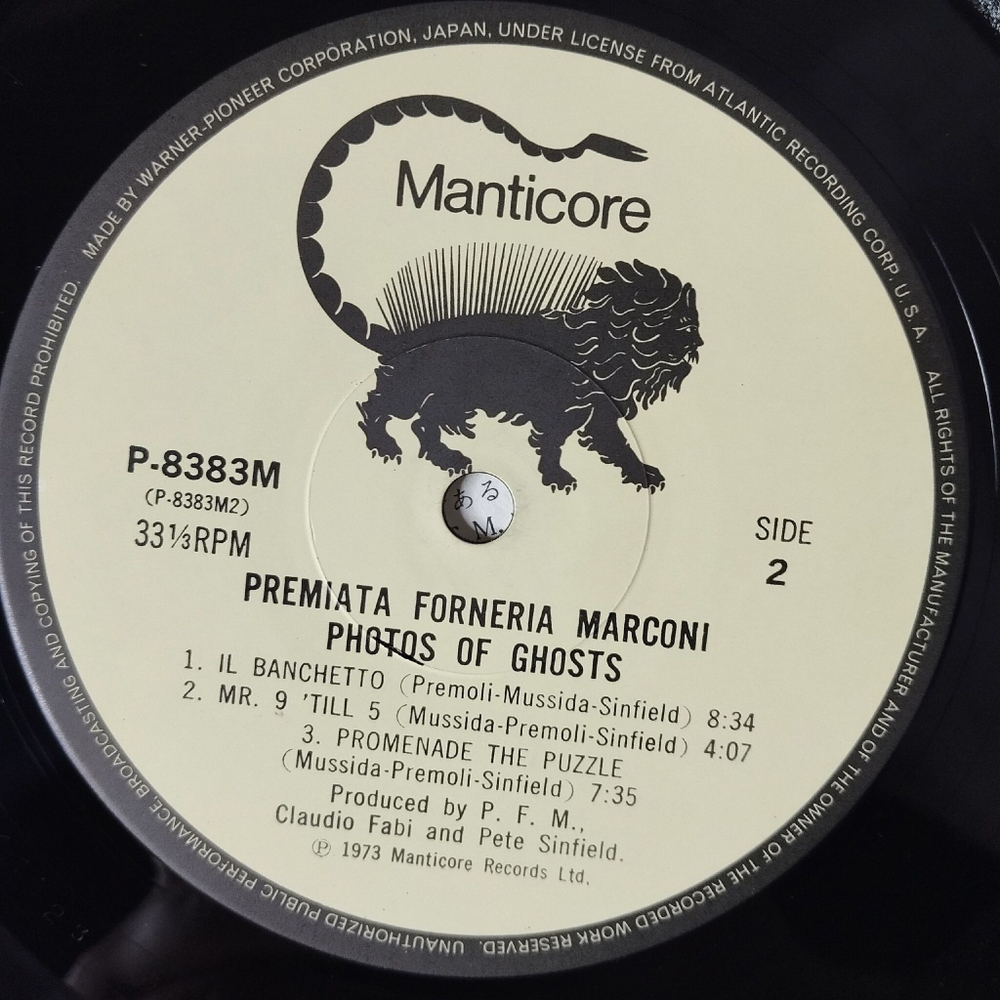 MADE BY WARNER-PIONEER CORPORATION, JAPAN, UNDER LICENSE FROM ATLANTIC RECORDING CORP. U.S.A. ALL RIGHTS OF THE MANUFACTURER AND OF THE OWNER OF THE RECORDED WORK RESERVED. UNAUTHORIZED PUBLIC PERFORMANCE, BROADCASTING AND COPYING OF THIS RECORD PROHIBITED.
Manticore
P-8383M
(P-8383M2)
33⅓RPM
ある
M.
SIDE
2
PREMIATA FORNERIA MARCONI
PHOTOS OF GHOSTS
1. IL BANCHETTO (Premoli-Mussida-Sinfield) 8:34
2. MR. 9 'TILL 5 (Mussida-Premoli-Sinfield) 4:07
3. PROMENADE THE PUZZLE
(Mussida-Premoli-Sinfield) 7:35
Produced by P. F. M.,
Claudio Fabi and Pete Sinfield.
℗ 1973 Manticore Records Ltd.